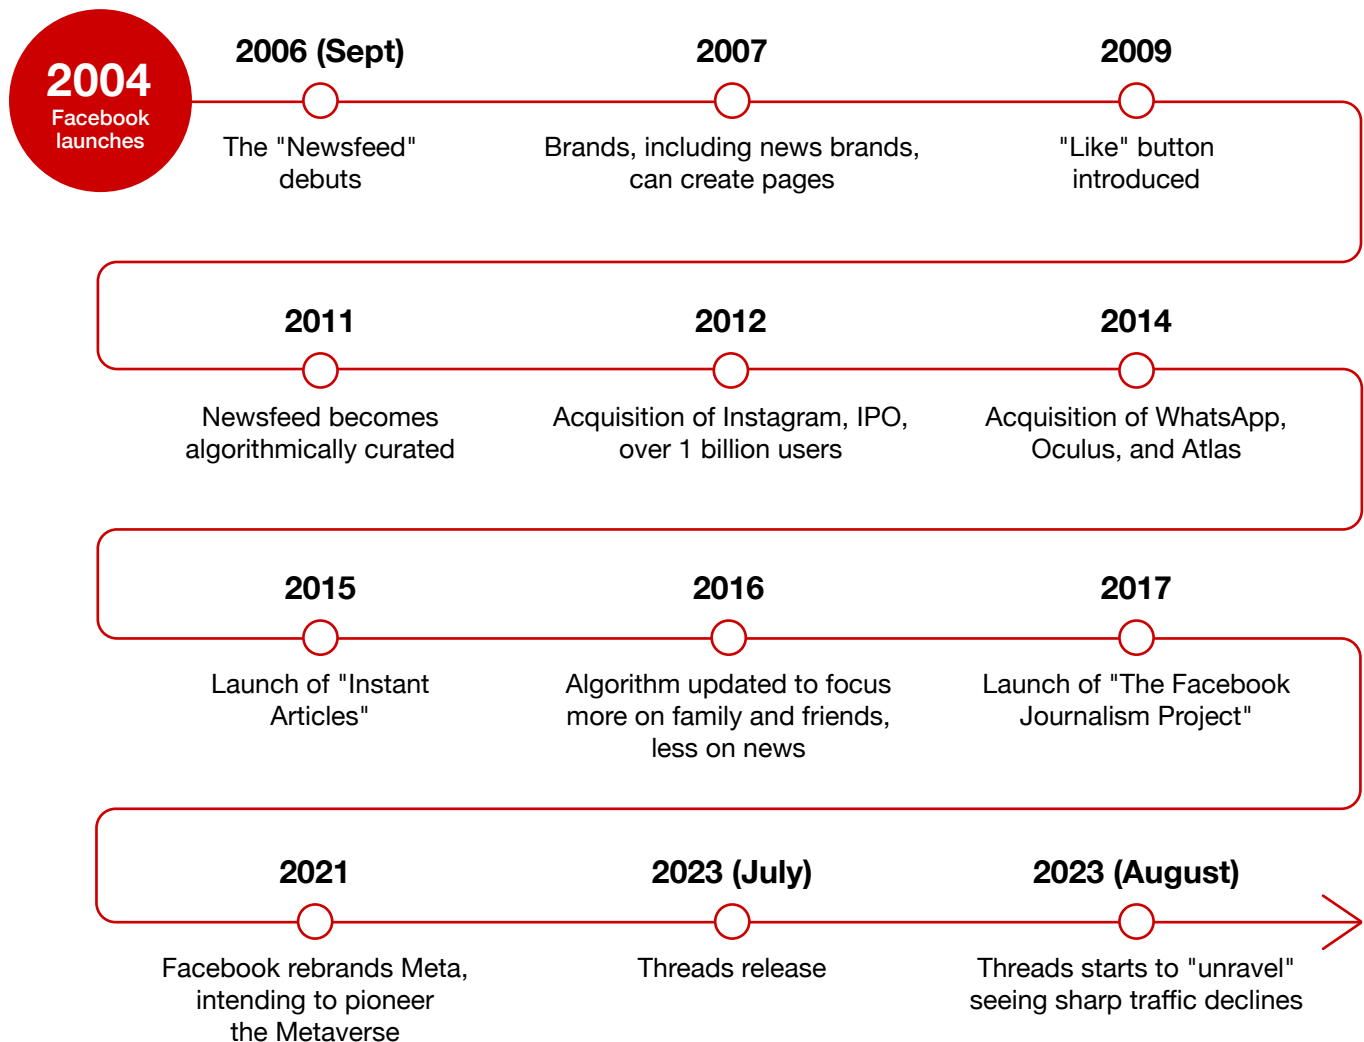 2004
Facebook
launches
2006 (Sept)
The "Newsfeed"
debuts
2007
Brands, including news brands,
can create pages
2009
"Like" button
introduced
2011
Newsfeed becomes
algorithmically curated
2012
Acquisition of Instagram, IPO,
over 1 billion users
2014
Acquisition of WhatsApp,
Oculus, and Atlas
2015
Launch of "Instant
Articles"
2016
Algorithm updated to focus
more on family and friends,
less on news
2017
Launch of "The Facebook
Journalism Project"
2021
Facebook rebrands Meta,
intending to pioneer
the Metaverse
2023 (July)
Threads release
2023 (August)
Threads starts to "unravel"
seeing sharp traffic declines